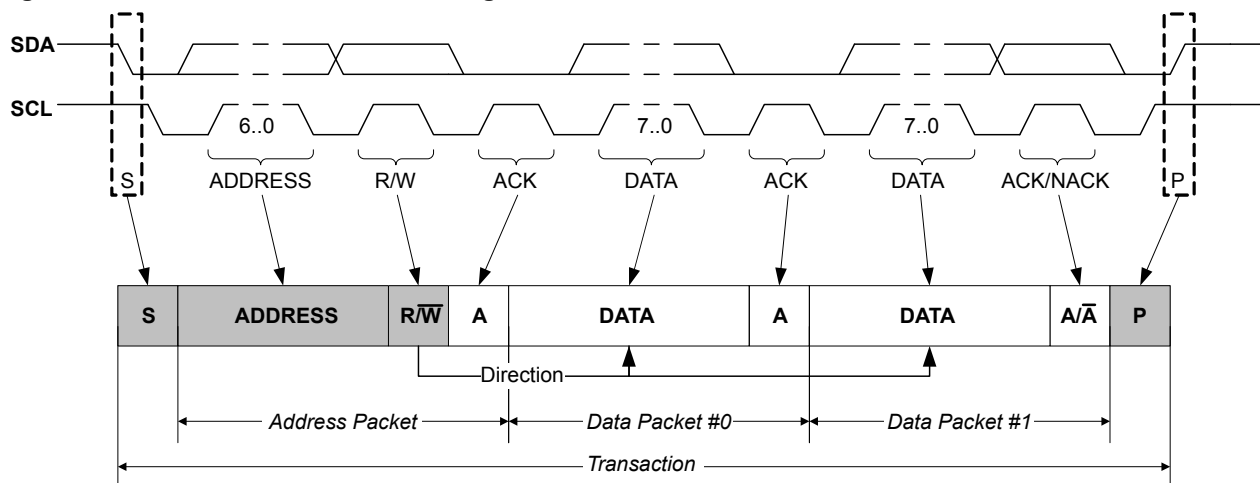 SDA
SCL
6..0 7..0 7..0
S ADDRESS R/W ACK DATA ACK DATA ACK/NACK P
S ADDRESS R/W̅ A DATA A DATA A/A̅ P
Direction
Address Packet Data Packet #0 Data Packet #1
Transaction